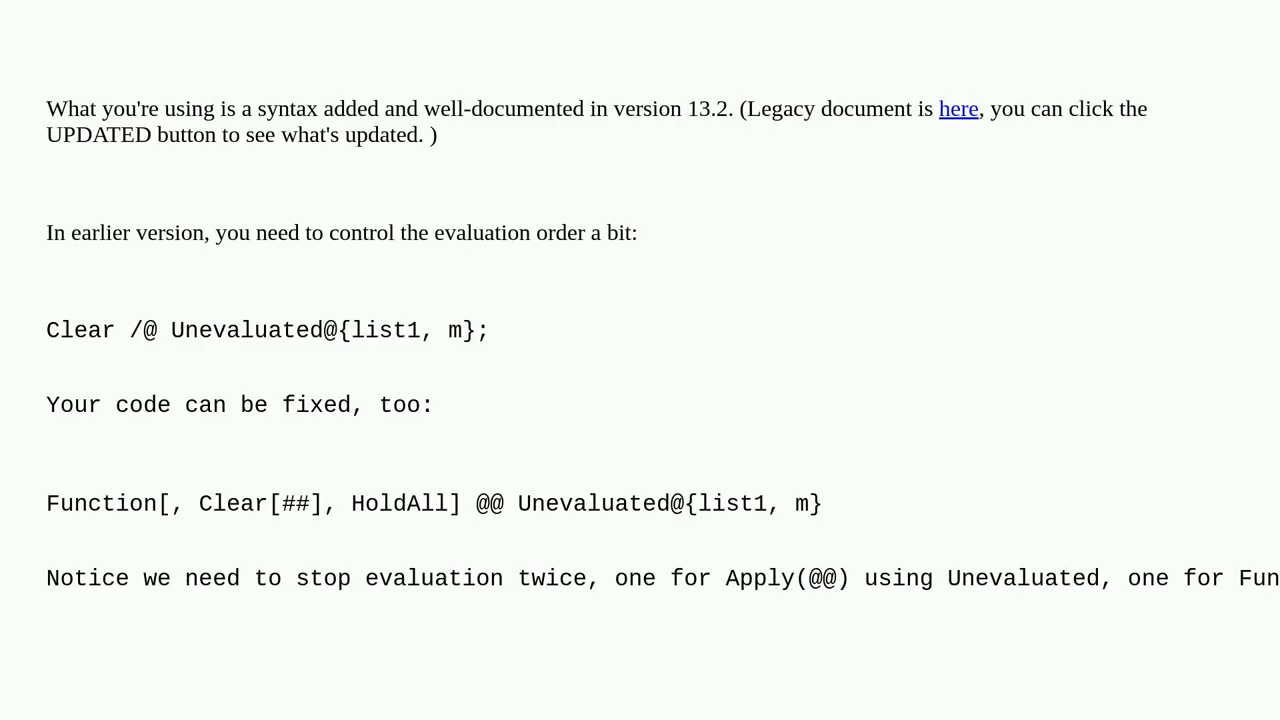 What you're using is a syntax added and well-documented in version 13.2. (Legacy document is here, you can click the
UPDATED button to see what's updated. )
In earlier version, you need to control the evaluation order a bit:
Clear /@ Unevaluated@{list1, m};
Your code can be fixed, too:
Function[, Clear[##], HoldAll] @@ Unevaluated@{list1, m}
Notice we need to stop evaluation twice, one for Apply(@@) using Unevaluated, one for